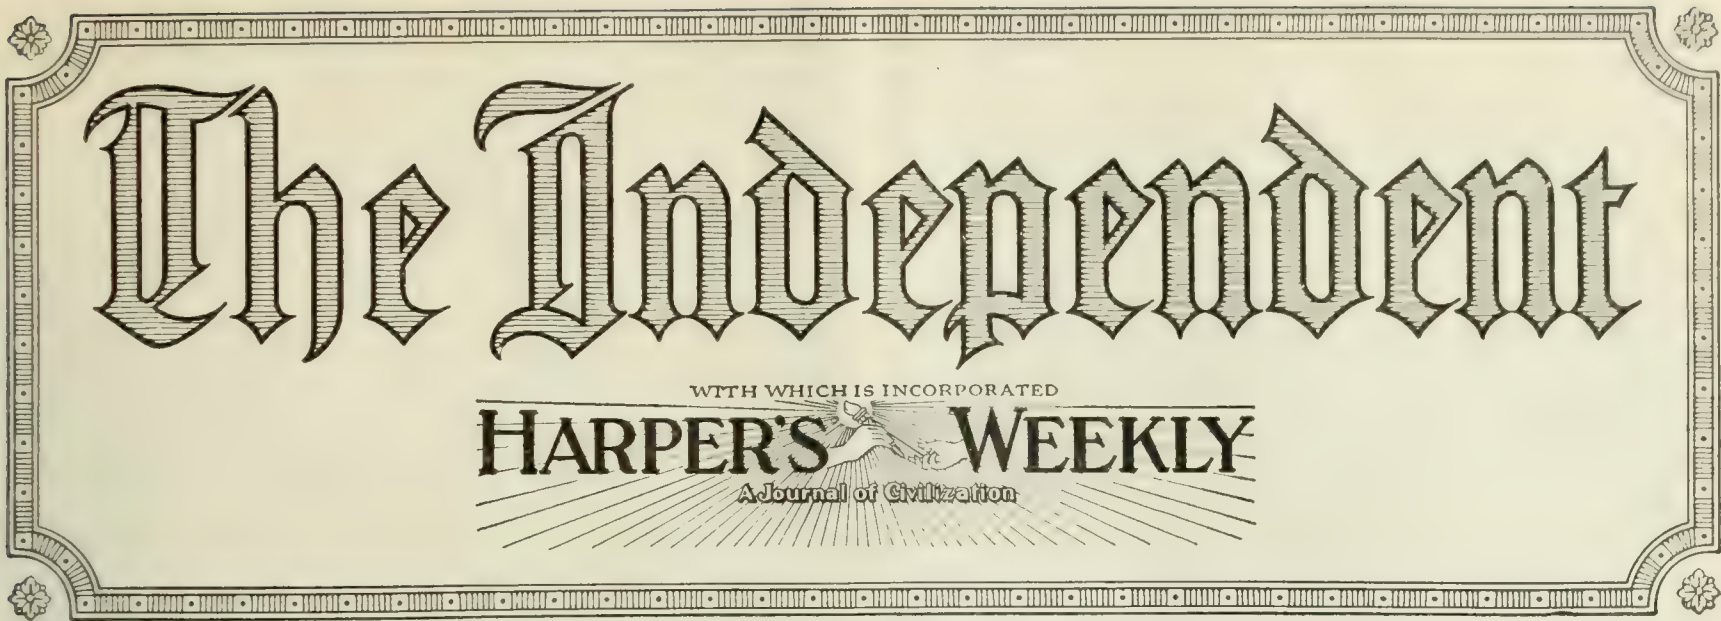 The Independent
WITH WHICH IS INCORPORATED
HARPER'S WEEKLY
A Journal of Civilization